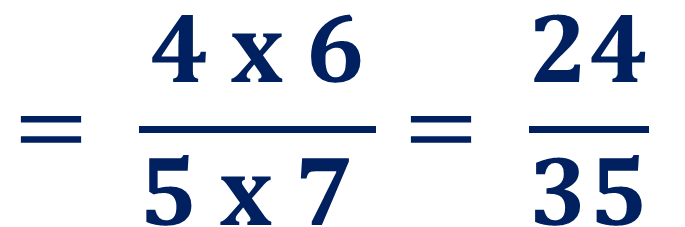 = 4 x 6 / 5 x 7 = 24 / 35